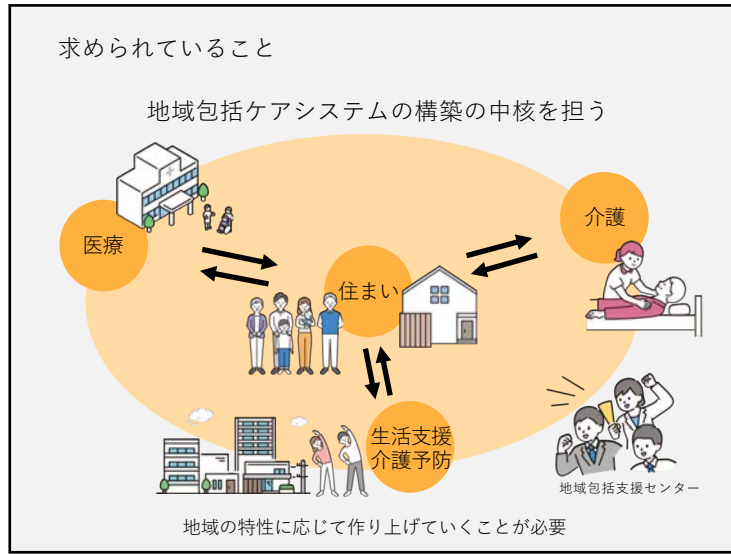 求められていること
地域包括ケアシステムの構築の中核を担う
医療
介護
住まい
生活支援
介護予防
地域包括支援センター
地域の特性に応じて作り上げていくことが必要